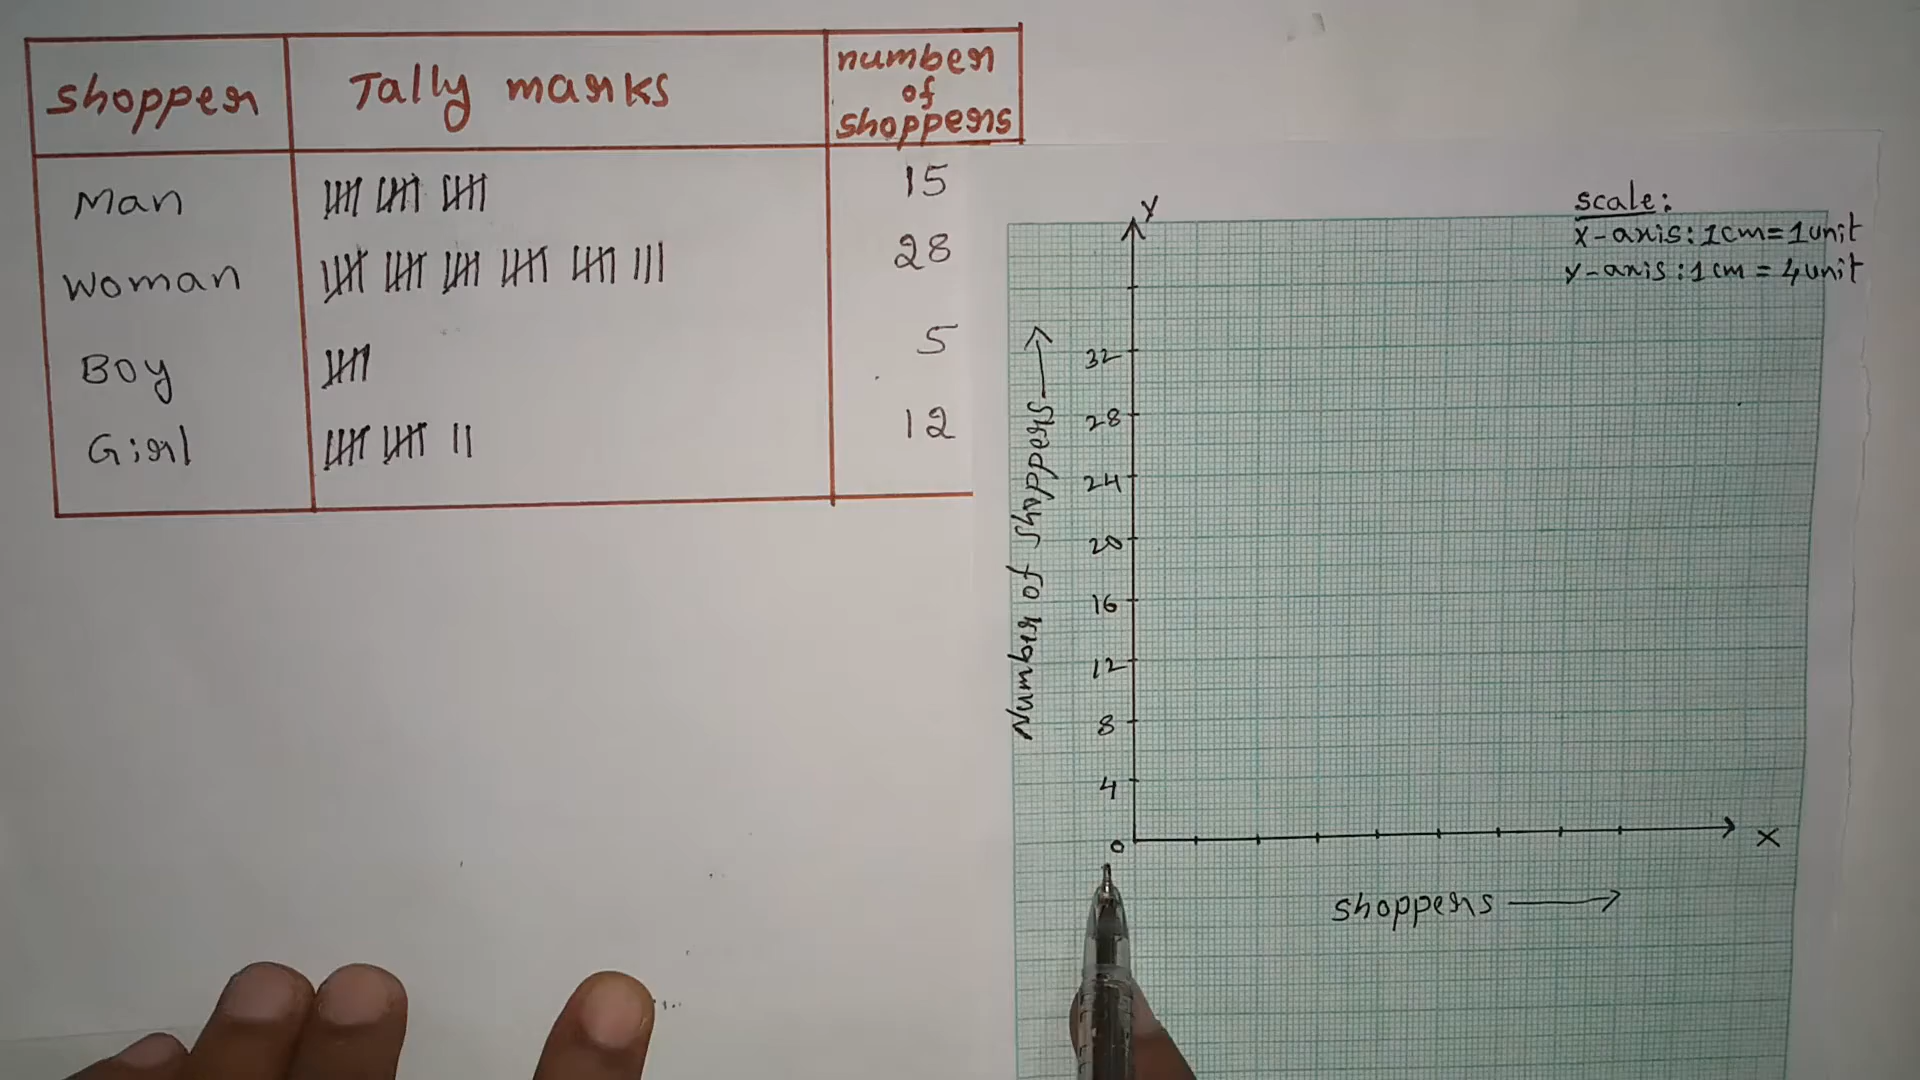 Shopper Tally marks number of shoppers
Man 15
Woman 28
Boy 5
Girl 12
scale:
x-axis: 1cm = 1unit
y-axis: 1cm = 4unit
Y
Number of shoppers
32
28
24
20
16
12
8
4
0
X
shoppers